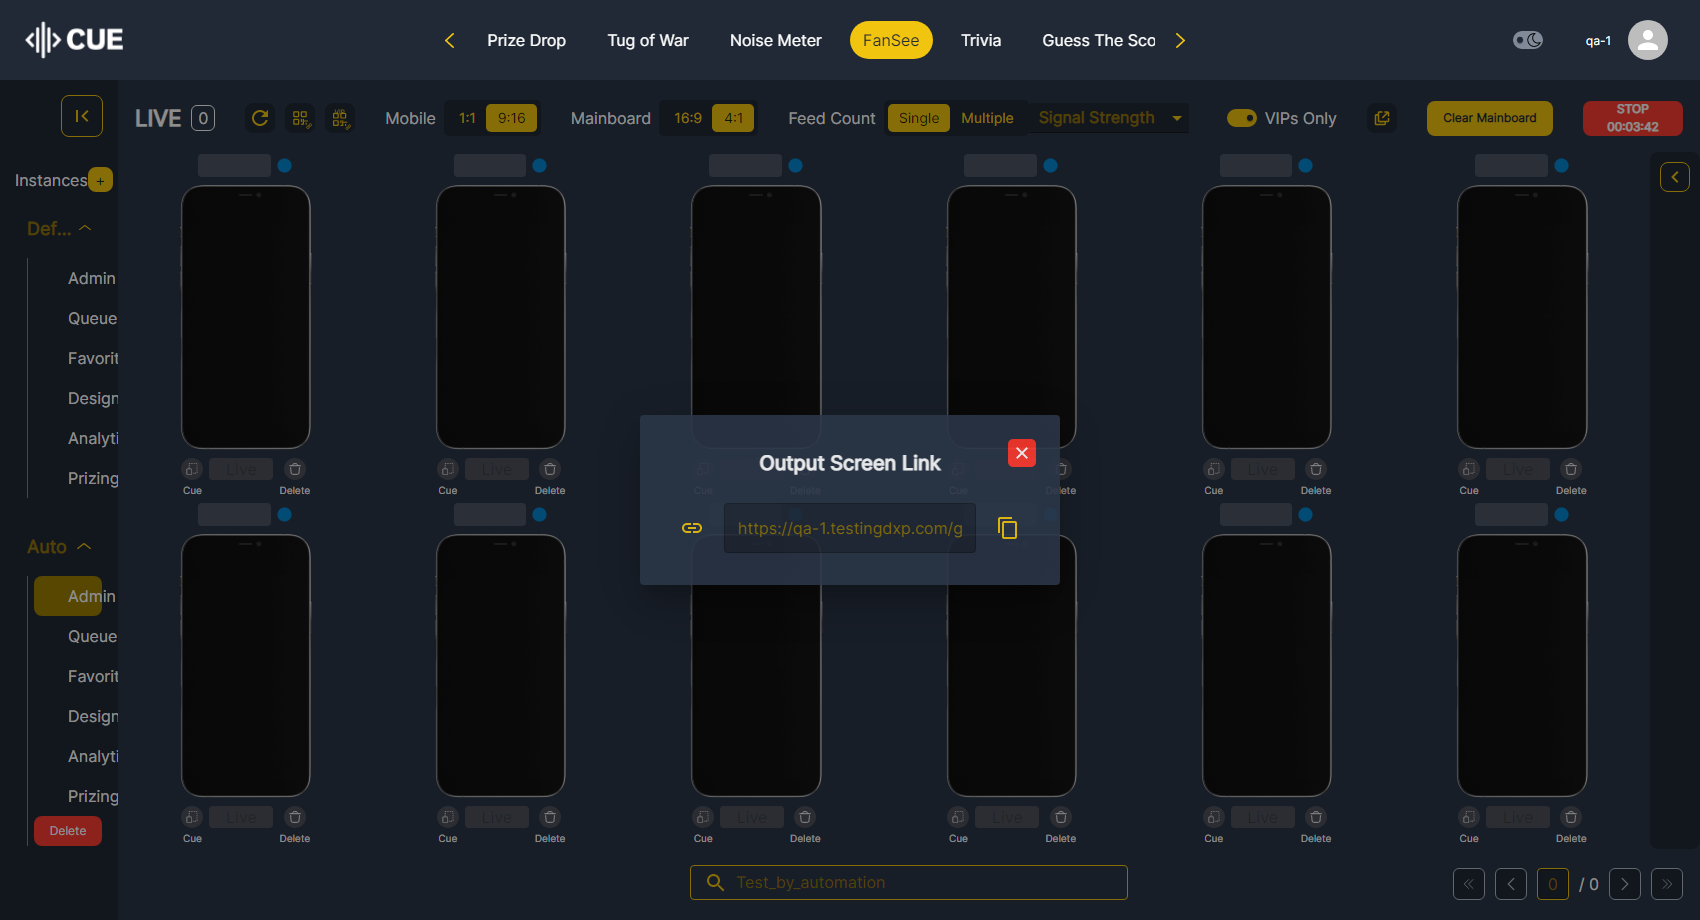 CUE
Prize Drop
Tug of War
Noise Meter
FanSee
Trivia
Guess The Sco
qa-1
LIVE 0
Mobile 1:1 9:16
Mainboard 16:9 4:1
Feed Count Single Multiple
Signal Strength
VIPs Only
Clear Mainboard
STOP
00:03:42
Instances +
Def...
Admin
Queue
Favorit
Design
Analyti
Prizing
Auto
Admin
Queue
Favorit
Design
Analyti
Prizing
Delete
Live Live Live Live
Cue Delete Cue Delete Cue Delete Cue Delete Cue Delete Cue Delete
Output Screen Link
https://qa-1.testingdxp.com/g
Live Live Live Live Live Live
Cue Delete Cue Delete Cue Delete Cue Delete Cue Delete Cue Delete
Test_by_automation
0 / 0